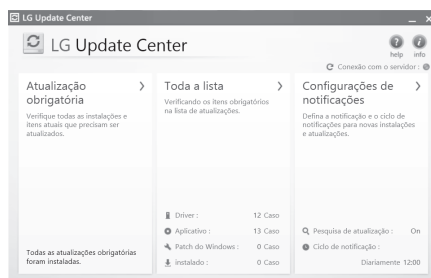 LG Update Center
LG Update Center
help
info
Conexão com o servidor :
Atualização
obrigatória
Verifique todas as instalações e
itens atuais que precisam ser
atualizados.
Todas as atualizações obrigatórias
foram instaladas.
Toda a lista
Verificando os itens obrigatórios
na lista de atualizações.
Driver : 12 Caso
Aplicativo : 13 Caso
Patch do Windows : 0 Caso
instalado : 0 Caso
Configurações de
notificações
Defina a notificação e o ciclo de
notificações para novas instalações
e atualizações.
Pesquisa de atualização : On
Ciclo de notificação :
Diariamente 12:00